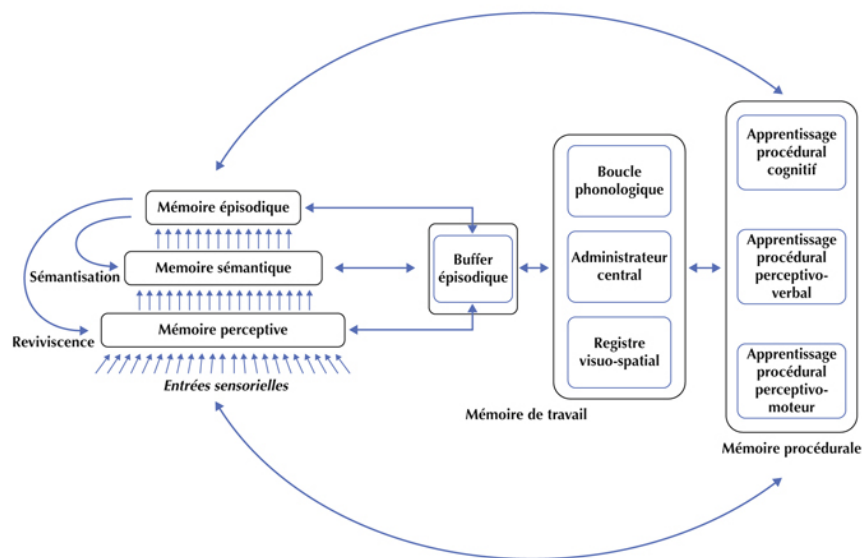 Mémoire épisodique
Sémantisation
Memoire sémantique
Reviviscence
Mémoire perceptive
Entrées sensorielles
Buffer
épisodique
Boucle
phonologique
Administrateur
central
Registre
visuo-spatial
Mémoire de travail
Apprentissage
procédural
cognitif
Apprentissage
procédural
perceptivo-
verbal
Apprentissage
procédural
perceptivo-
moteur
Mémoire procédurale